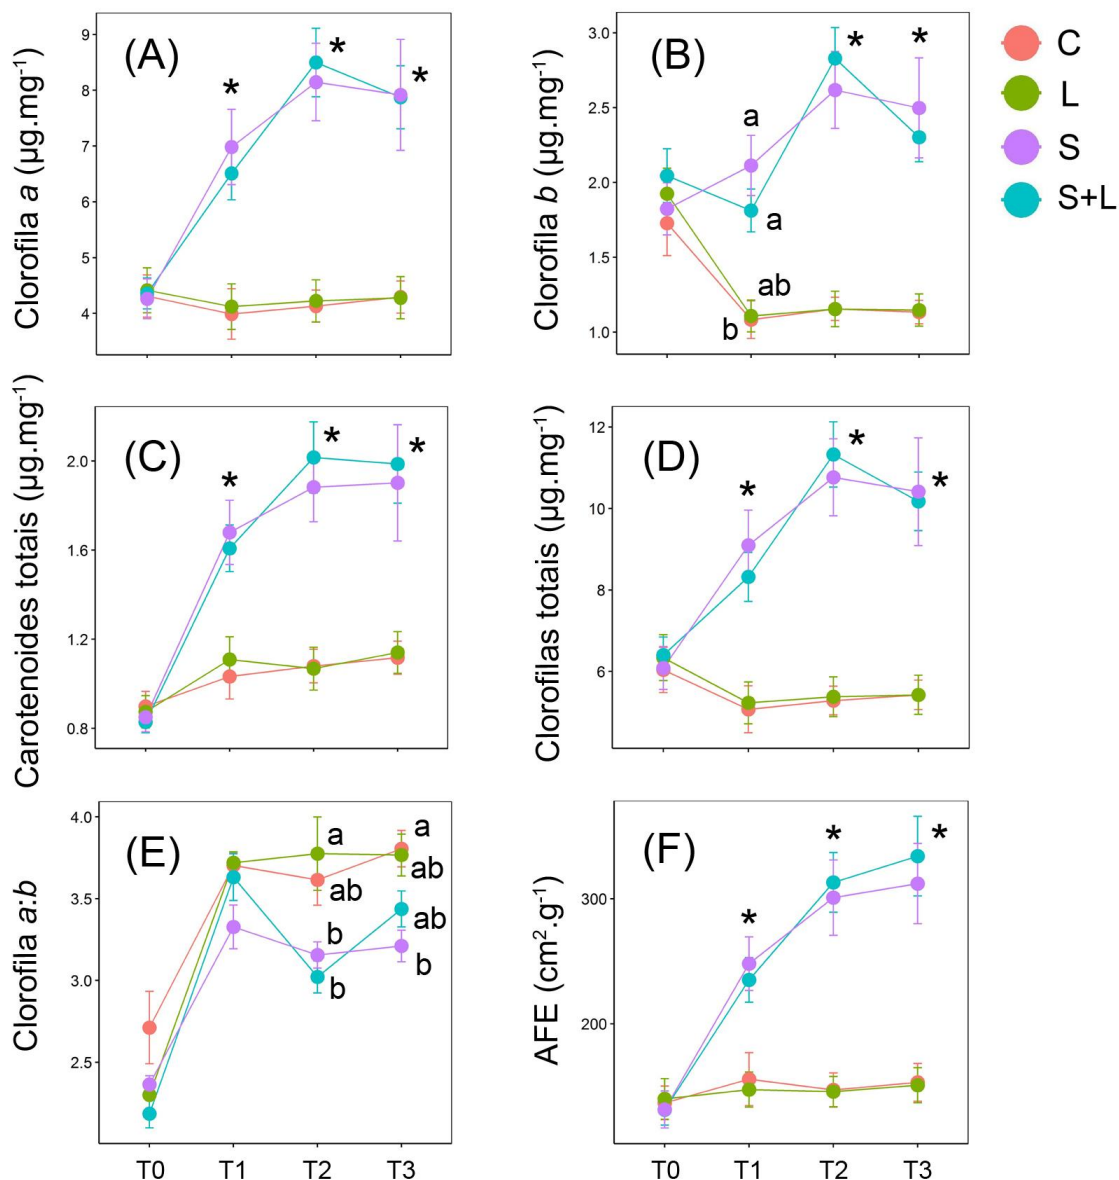 (A)
Clorofila a (µg.mg-1)
9
8
7
6
5
4
*
*
*
(B)
Clorofila b (µg.mg-1)
3.0
2.5
2.0
1.5
1.0
a
a
ab
b
*
*
C
L
S
S+L
(C)
Carotenoides totais (µg.mg-1)
2.0
1.6
1.2
0.8
*
*
*
(D)
Clorofilas totais (µg.mg-1)
12
10
8
6
*
*
*
(E)
Clorofila a:b
4.0
3.5
3.0
2.5
a
ab
b
b
a
ab
ab
b
T0 T1 T2 T3
(F)
AFE (cm2.g-1)
300
200
*
*
*
T0 T1 T2 T3